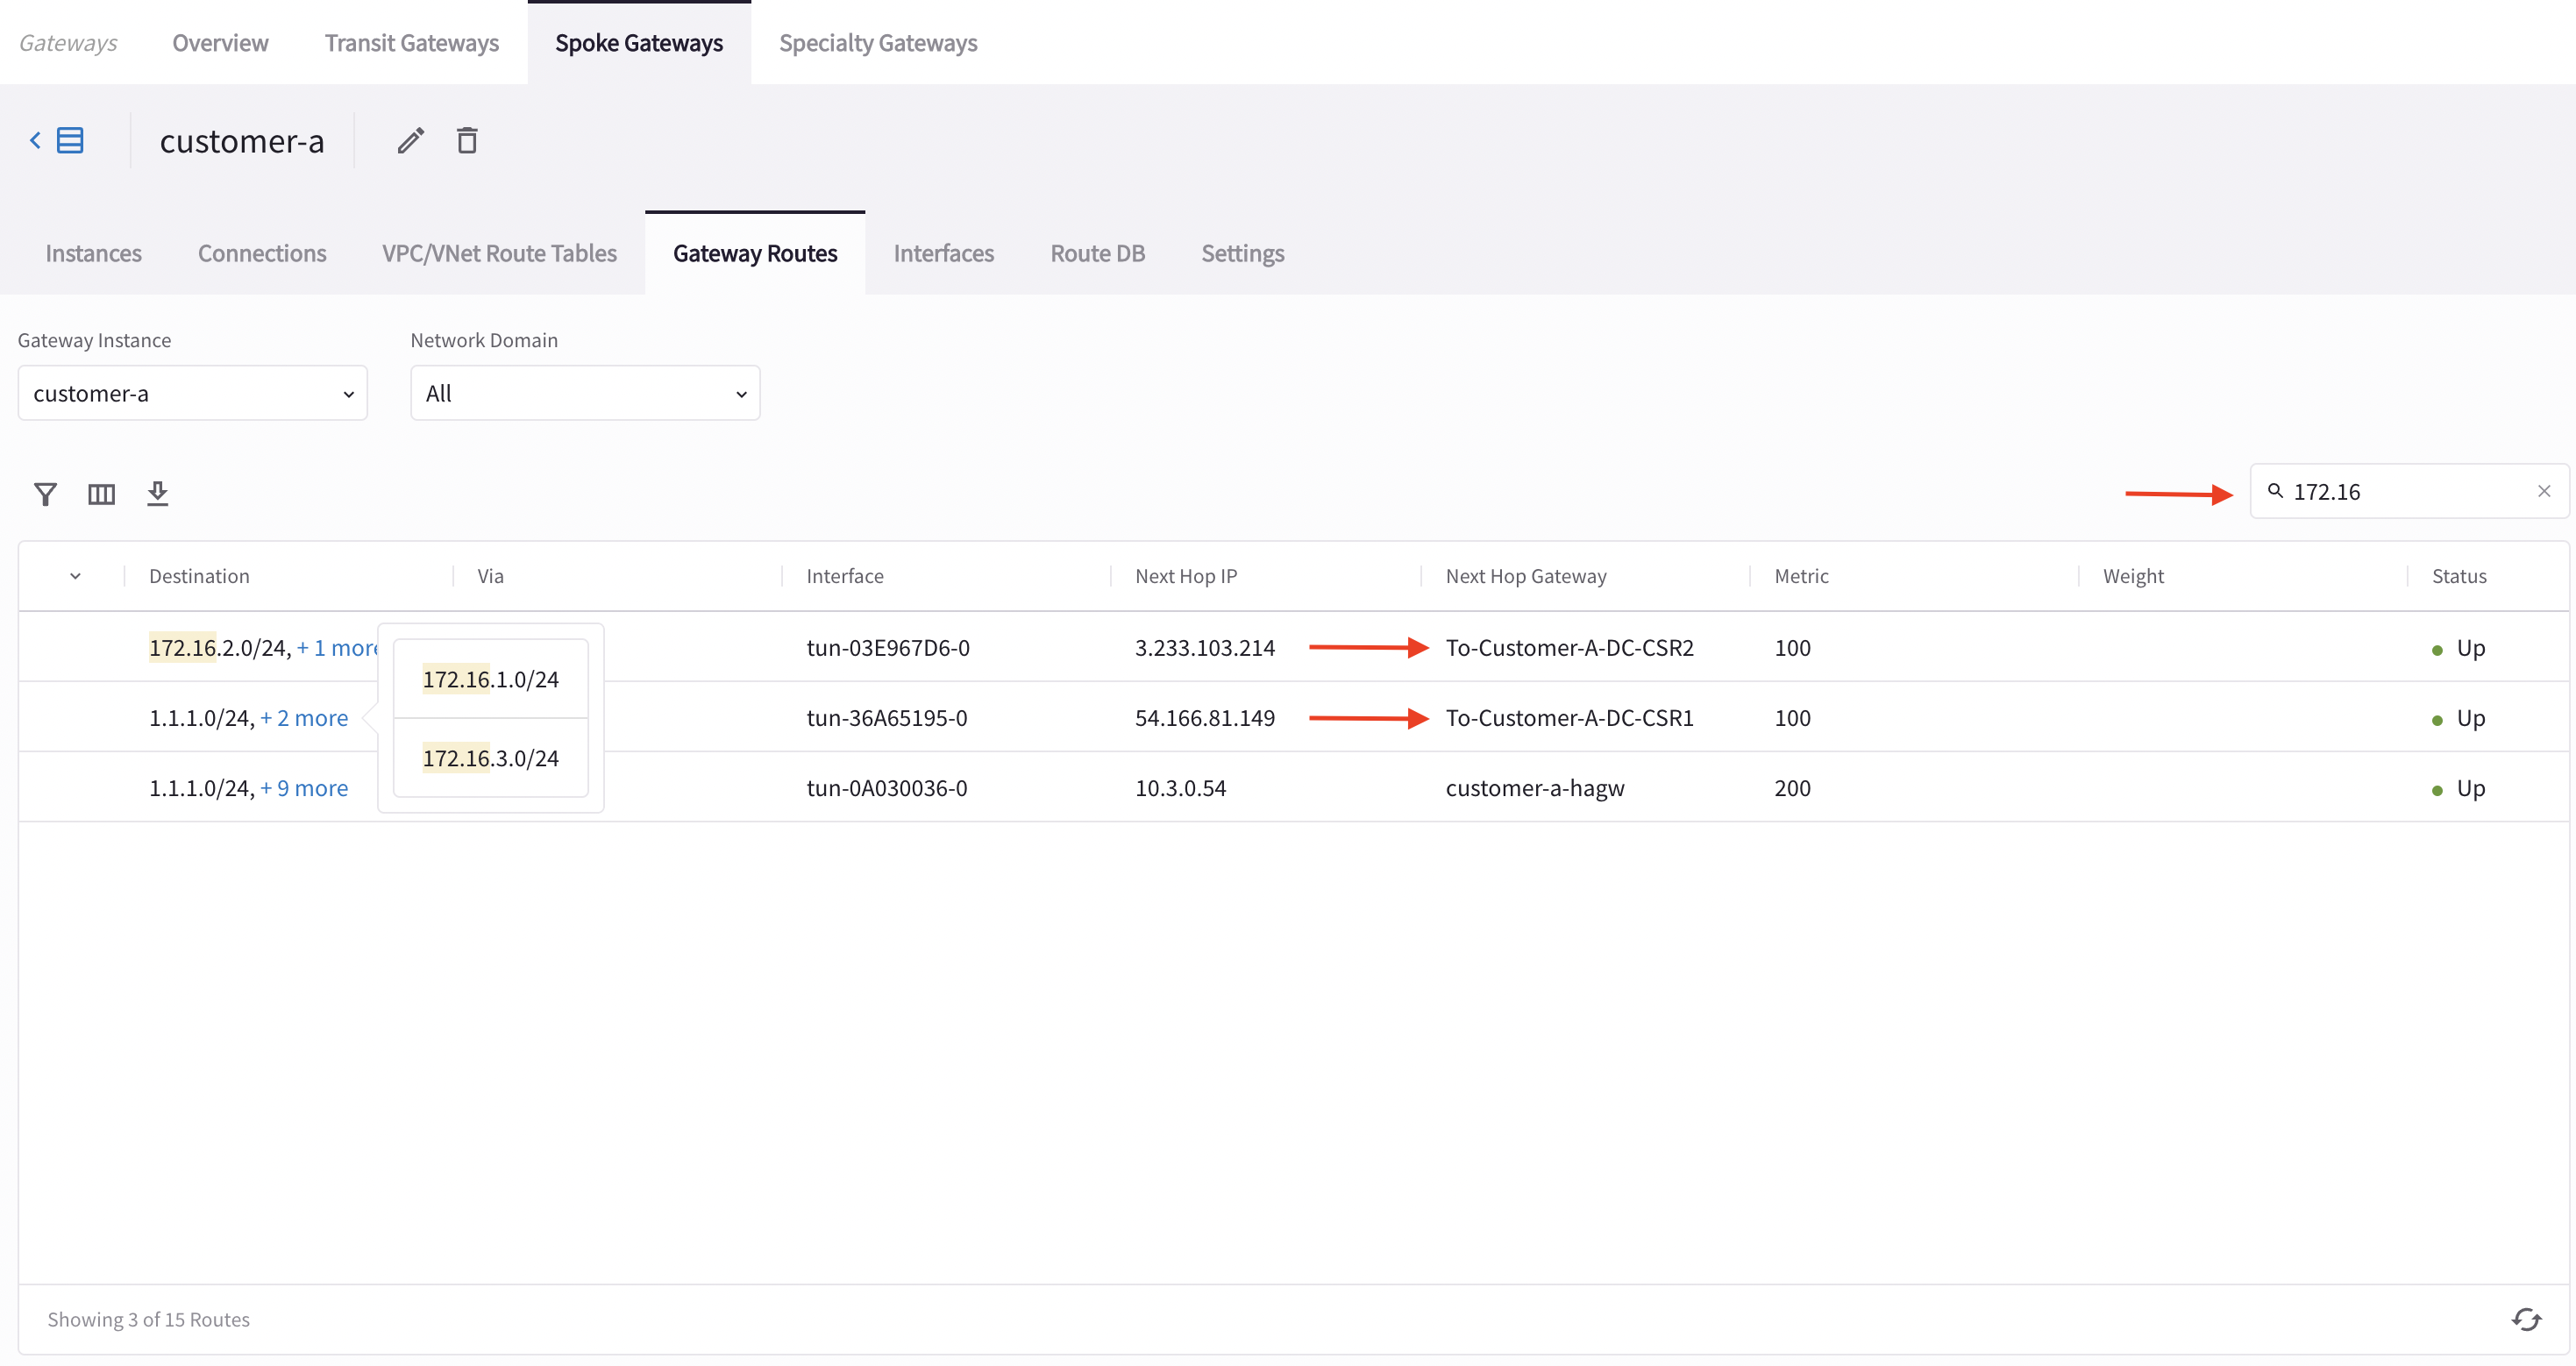 Gateways Overview Transit Gateways Spoke Gateways Specialty Gateways
customer-a
Instances Connections VPC/VNet Route Tables Gateway Routes Interfaces Route DB Settings
Gateway Instance Network Domain
customer-a All
172.16
Destination Via Interface Next Hop IP Next Hop Gateway Metric Weight Status
172.16.2.0/24, + 1 more tun-03E967D6-0 3.233.103.214 To-Customer-A-DC-CSR2 100 Up
172.16.1.0/24
1.1.1.0/24, + 2 more tun-36A65195-0 54.166.81.149 To-Customer-A-DC-CSR1 100 Up
172.16.3.0/24
1.1.1.0/24, + 9 more tun-0A030036-0 10.3.0.54 customer-a-hagw 200 Up
Showing 3 of 15 Routes